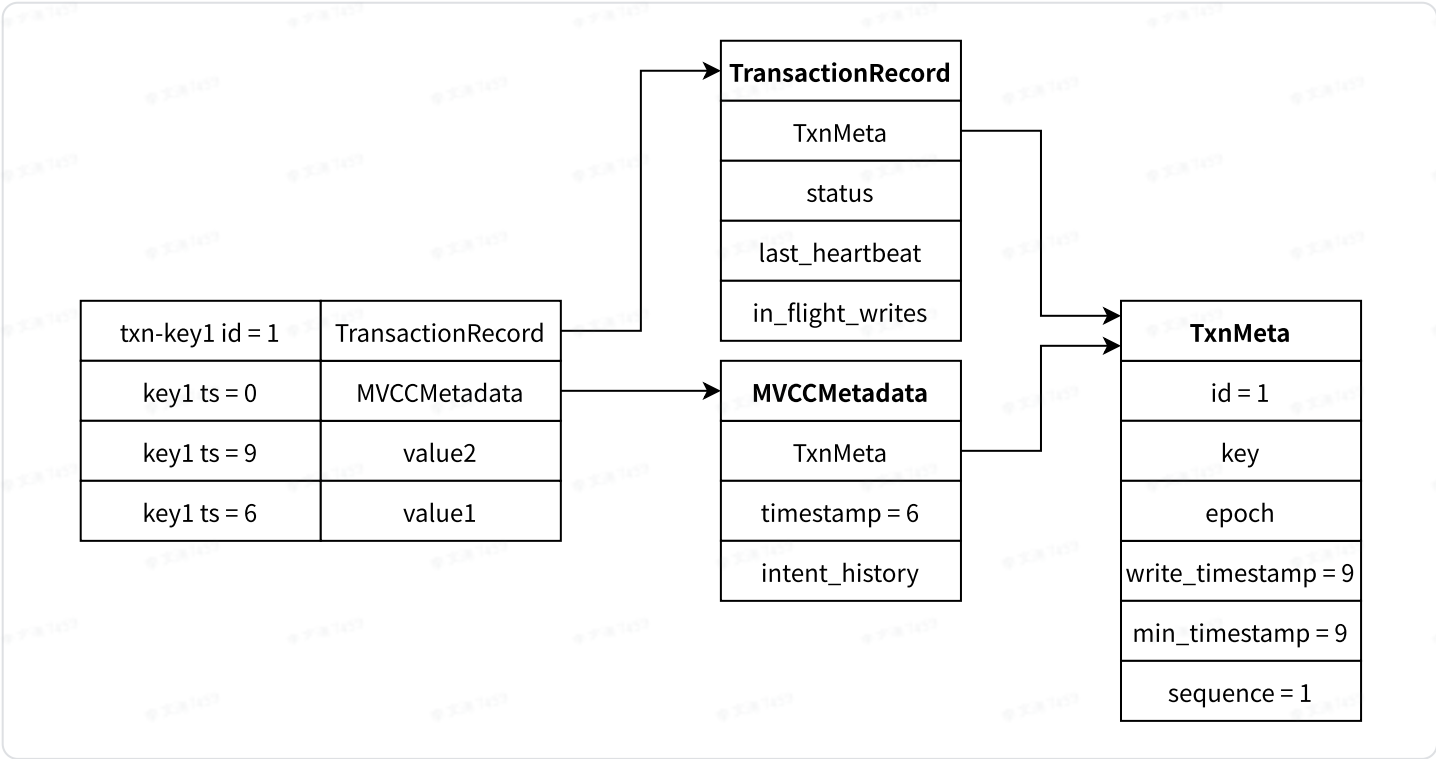 TransactionRecord
TxnMeta
status
last_heartbeat
in_flight_writes
txn-key1 id = 1 TransactionRecord
key1 ts = 0 MVCCMetadata
key1 ts = 9 value2
key1 ts = 6 value1
MVCCMetadata
TxnMeta
timestamp = 6
intent_history
TxnMeta
id = 1
key
epoch
write_timestamp = 9
min_timestamp = 9
sequence = 1